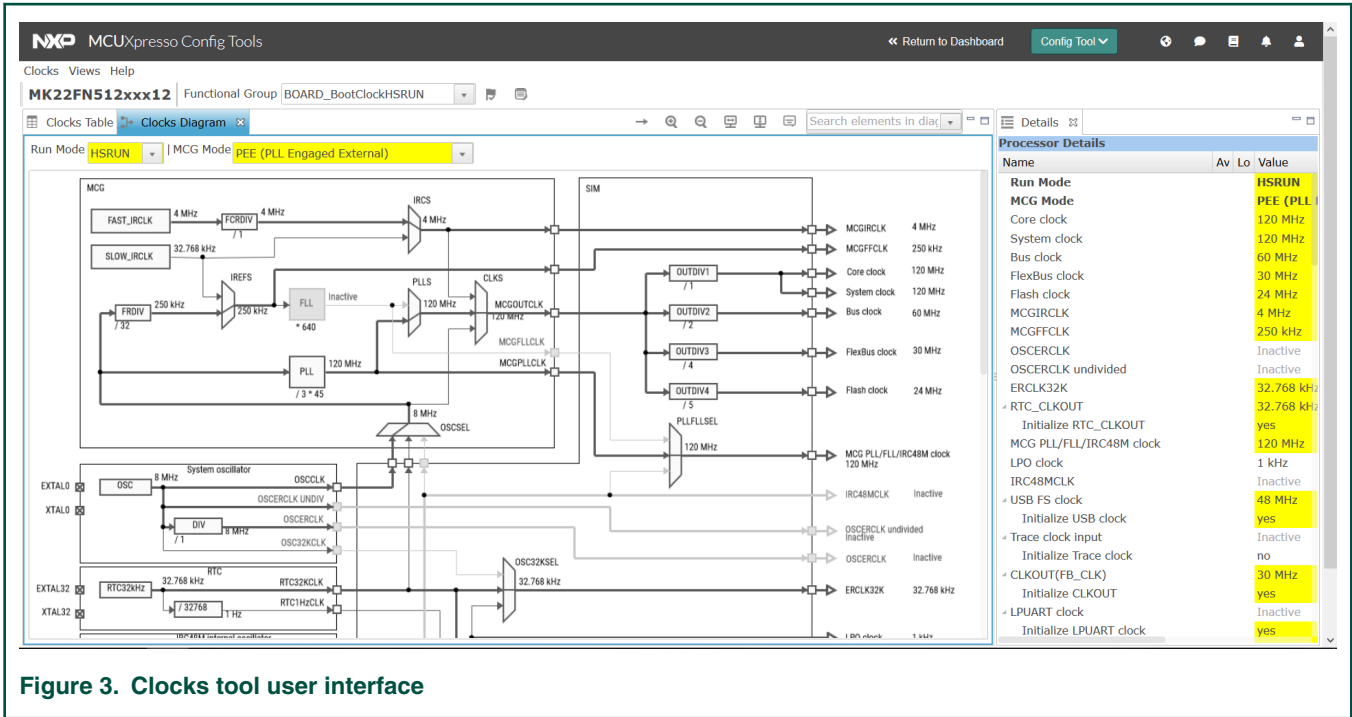 NXP MCUXpresso Config Tools
Return to Dashboard
Config Tool
Clocks Views Help
MK22FN512xxx12 Functional Group BOARD_BootClockHSRUN
Clocks Table Clocks Diagram
Search elements in diag
Details
Run Mode HSRUN | MCG Mode PEE (PLL Engaged External)
MCG
FAST_IRCLK
4 MHz
FCRDIV
4 MHz
/ 1
IRCS
4 MHz
SLOW_IRCLK
32.768 kHz
IREFS
250 kHz
FRDIV
250 kHz
/ 32
FLL
Inactive
* 640
PLLS
120 MHz
CLKS
MCGOUTCLK
120 MHz
MCGFLLCLK
MCGPLLCLK
PLL
120 MHz
/ 3 * 45
8 MHz
OSCSEL
SIM
OUTDIV1
/ 1
OUTDIV2
/ 2
OUTDIV3
/ 4
OUTDIV4
/ 5
PLLFLLSEL
120 MHz
MCGIRCLK 4 MHz
MCGFFCLK 250 kHz
Core clock 120 MHz
System clock 120 MHz
Bus clock 60 MHz
FlexBus clock 30 MHz
Flash clock 24 MHz
MCG PLL/FLL/IRC48M clock
120 MHz
IRC48MCLK Inactive
OSCERCLK undivided
Inactive
OSCERCLK Inactive
ERCLK32K 32.768 kHz
LPO clock 1 kHz
System oscillator
EXTAL0
XTAL0
OSC
8 MHz
OSCCLK
OSCERCLK UNDIV
OSCERCLK
DIV
8 MHz
/ 1
OSC32KCLK
OSC32KSEL
32.768 kHz
RTC
EXTAL32
XTAL32
RTC32kHz
32.768 kHz
RTC32KCLK
/ 32768
1 Hz
RTC1HzCLK
IRC48M internal oscillator
Processor Details
Name Av Lo Value
Run Mode HSRUN
MCG Mode PEE (PLL
Core clock 120 MHz
System clock 120 MHz
Bus clock 60 MHz
FlexBus clock 30 MHz
Flash clock 24 MHz
MCGIRCLK 4 MHz
MCGFFCLK 250 kHz
OSCERCLK Inactive
OSCERCLK undivided Inactive
ERCLK32K 32.768 kHz
RTC_CLKOUT 32.768 kHz
Initialize RTC_CLKOUT yes
MCG PLL/FLL/IRC48M clock 120 MHz
LPO clock 1 kHz
IRC48MCLK Inactive
USB FS clock 48 MHz
Initialize USB clock yes
Trace clock input Inactive
Initialize Trace clock no
CLKOUT(FB_CLK) 30 MHz
Initialize CLKOUT yes
LPUART clock Inactive
Initialize LPUART clock yes
Figure 3. Clocks tool user interface